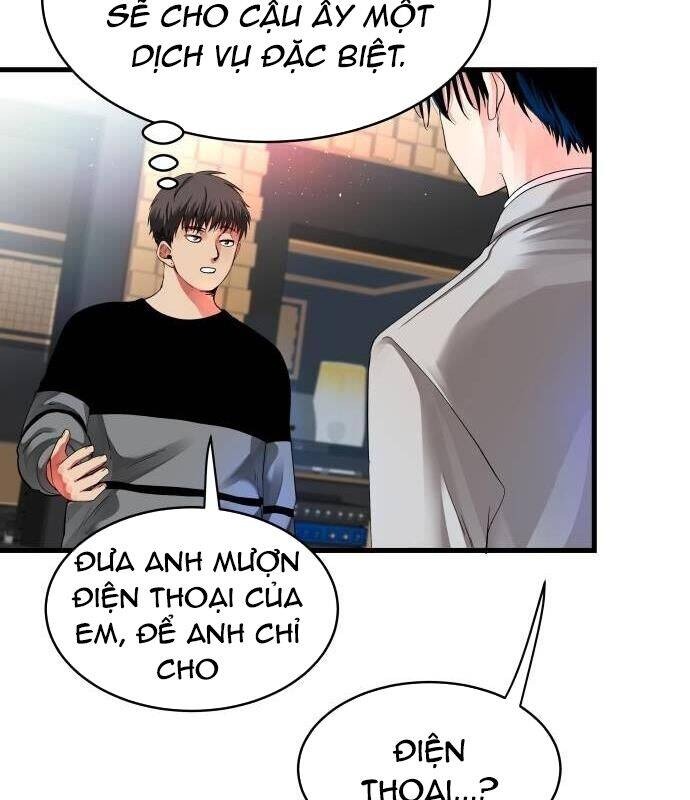 SẼ CHO CẬU ẤY MỘT
DỊCH VỤ ĐẶC BIỆT.
ĐƯA ANH MƯỢN
ĐIỆN THOẠI CỦA
EM, ĐỂ ANH CHỈ
CHO
ĐIỆN
THOẠI...?